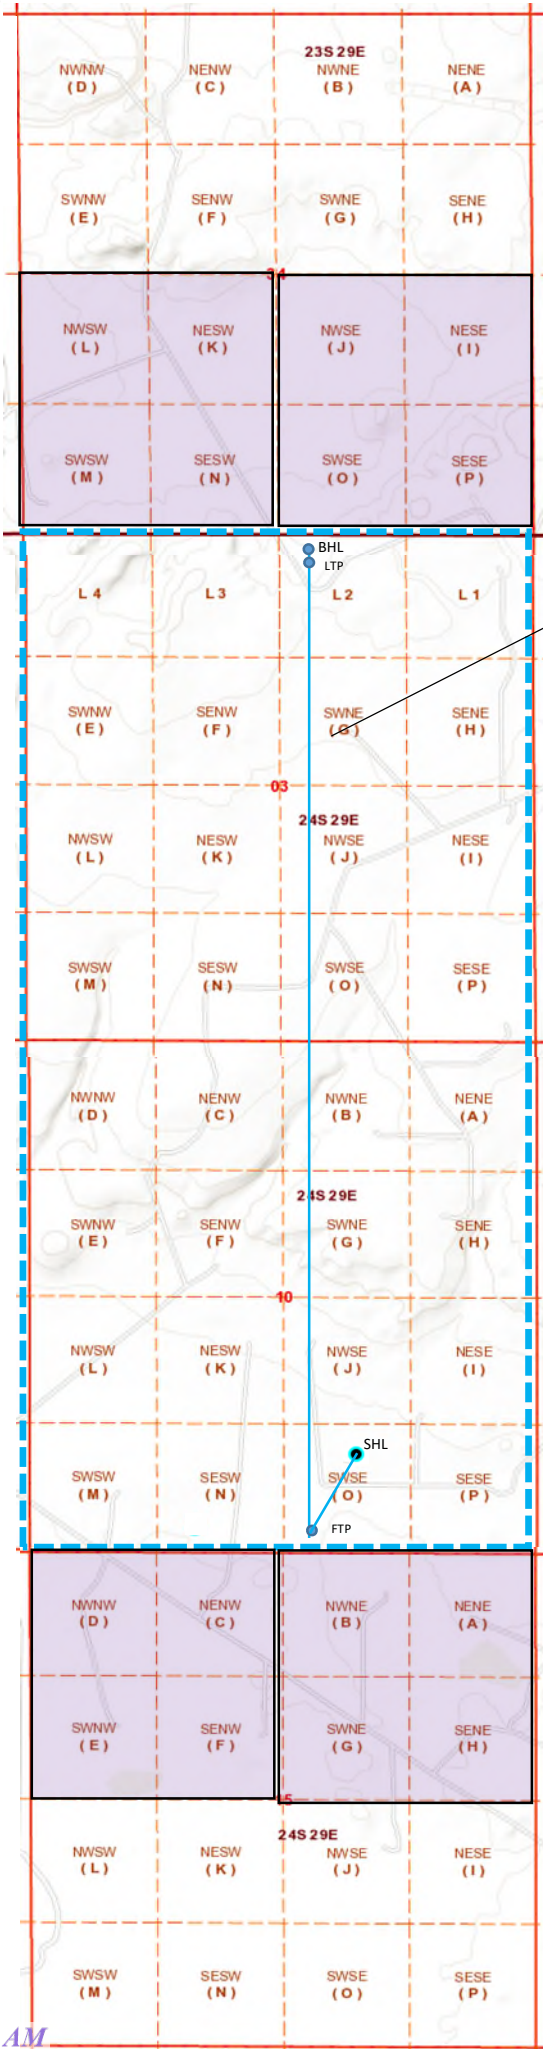 23S 29E
NWNW NENW NWNE NENE
(D) (C) (B) (A)
SWNW SENW SWNE SENE
(E) (F) (G) (H)
NWSW NESW NWSE NESE
(L) (K) (J) (I)
SWSW SESW SWSE SESE
(M) (N) (O) (P)
BHL
LTP
L 4 L 3 L 2 L 1
SWNW SENW SWNE SENE
(E) (F) (G) (H)
03
24S 29E
NWSW NESW NWSE NESE
(L) (K) (J) (I)
SWSW SESW SWSE SESE
(M) (N) (O) (P)
NWNW NENW NWNE NENE
(D) (C) (B) (A)
24S 29E
SWNW SENW SWNE SENE
(E) (F) (G) (H)
10
NWSW NESW NWSE NESE
(L) (K) (J) (I)
SHL
SWSW SESW SWSE SESE
(M) (N) (O) (P)
FTP
NWNW NENW NWNE NENE
(D) (C) (B) (A)
SWNW SENW SWNE SENE
(E) (F) (G) (H)
24S 29E
NWSW NESW NWSE NESE
(L) (K) (J) (I)
SWSW SESW SWSE SESE
(M) (N) (O) (P)
AM